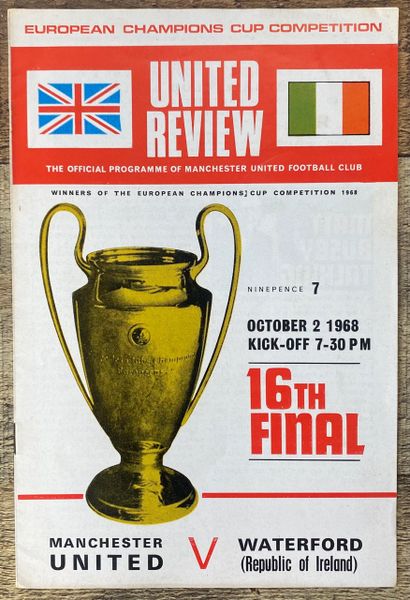 EUROPEAN CHAMPIONS CUP COMPETITION
UNITED
REVIEW
THE OFFICIAL PROGRAMME OF MANCHESTER UNITED FOOTBALL CLUB
WINNERS OF THE EUROPEAN CHAMPIONS] CUP COMPETITION 1968
NINEPENCE 7
OCTOBER 2 1968
KICK-OFF 7-30 PM
16TH
FINAL
MANCHESTER
UNITED
V
WATERFORD
(Republic of Ireland)